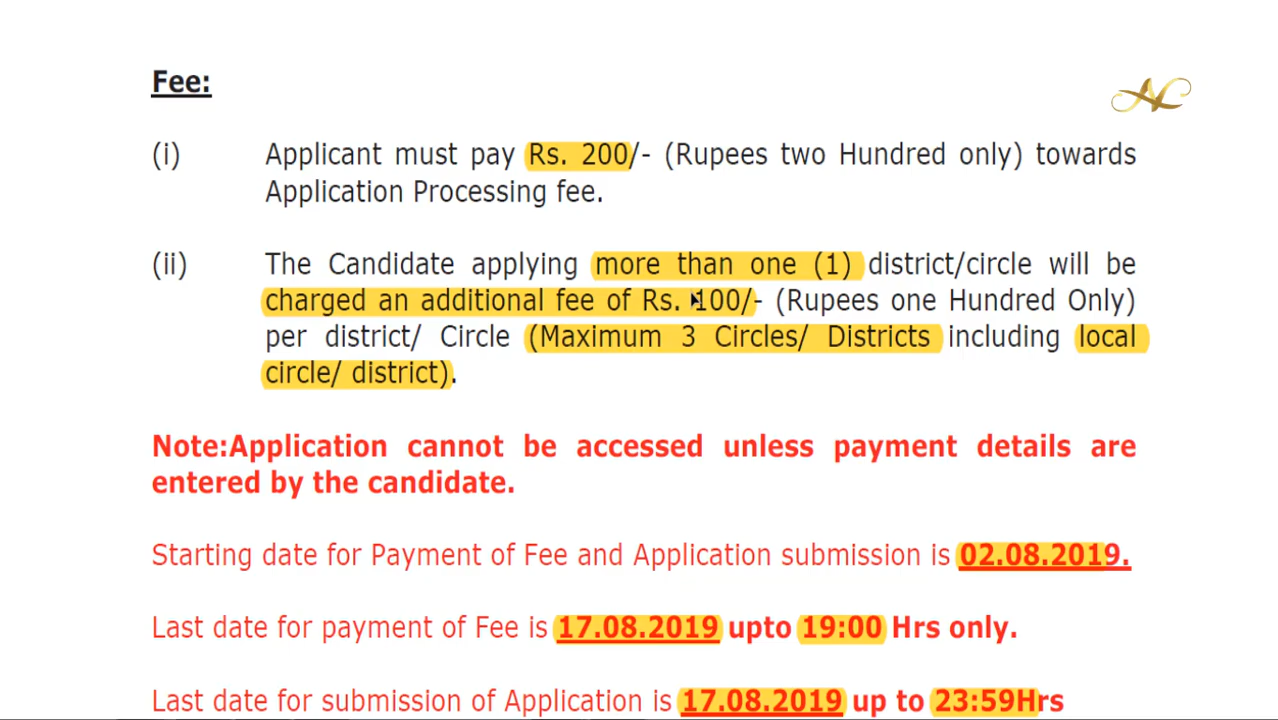 Fee:
(i) Applicant must pay Rs. 200/- (Rupees two Hundred only) towards
Application Processing fee.
(ii) The Candidate applying more than one (1) district/circle will be
charged an additional fee of Rs. 100/- (Rupees one Hundred Only)
per district/ Circle (Maximum 3 Circles/ Districts including local
circle/ district).
Note:Application cannot be accessed unless payment details are
entered by the candidate.
Starting date for Payment of Fee and Application submission is 02.08.2019.
Last date for payment of Fee is 17.08.2019 upto 19:00 Hrs only.
Last date for submission of Application is 17.08.2019 up to 23:59Hrs